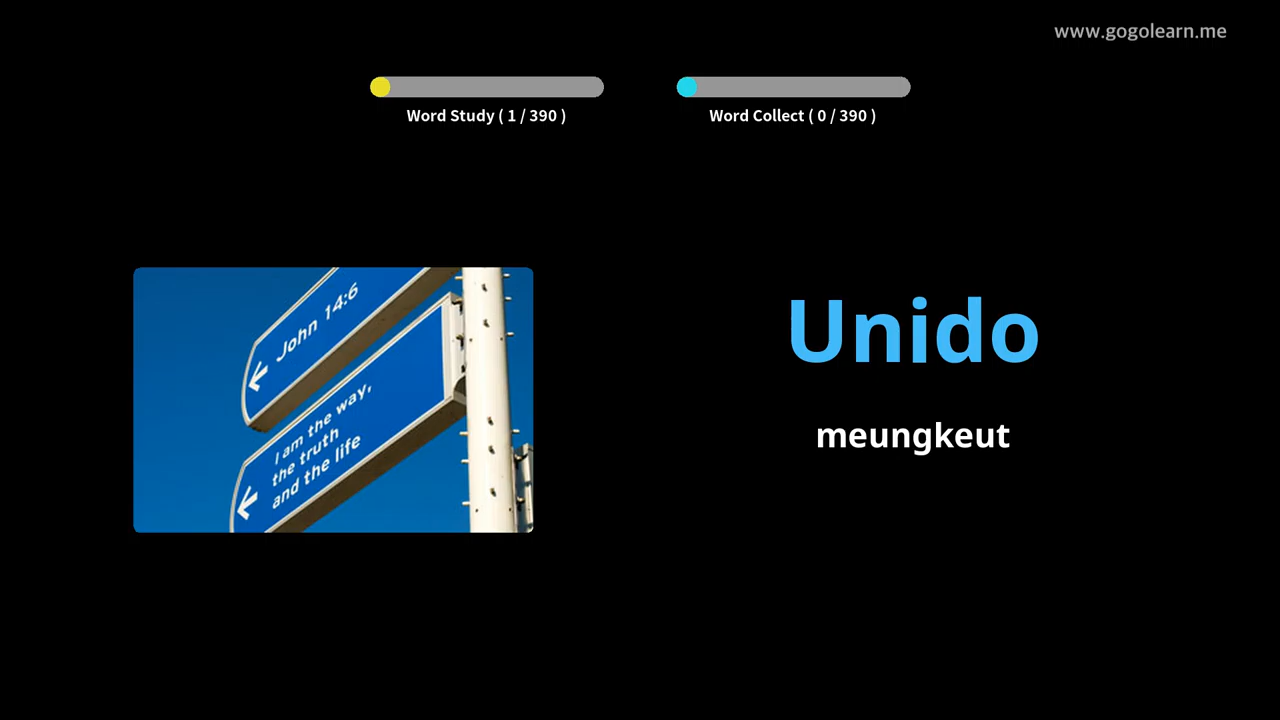 www.gogolearn.me
Word Study ( 1 / 390 )
Word Collect ( 0 / 390 )
John 14:6
I am the way,
the truth
and the life
Unido
meungkeut